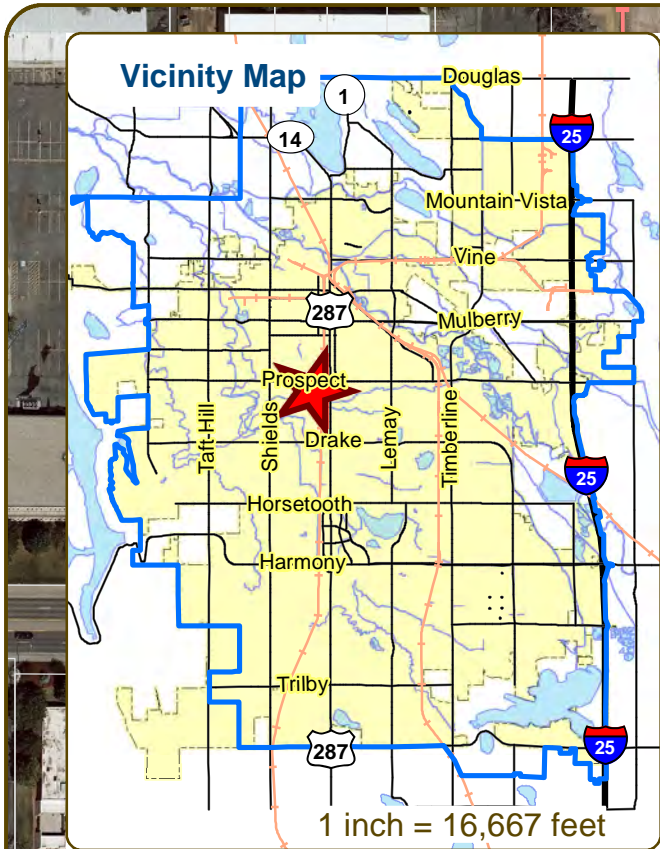 Vicinity Map
Douglas
1
14
25
Mountain-Vista
Vine
287
Mulberry
Prospect
Taft-Hill
Shields
Lemay
Timberline
Drake
25
Horsetooth
Harmony
Trilby
287
25
1 inch = 16,667 feet